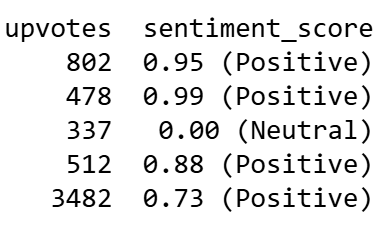 upvotes sentiment_score
802 0.95 (Positive)
478 0.99 (Positive)
337 0.00 (Neutral)
512 0.88 (Positive)
3482 0.73 (Positive)